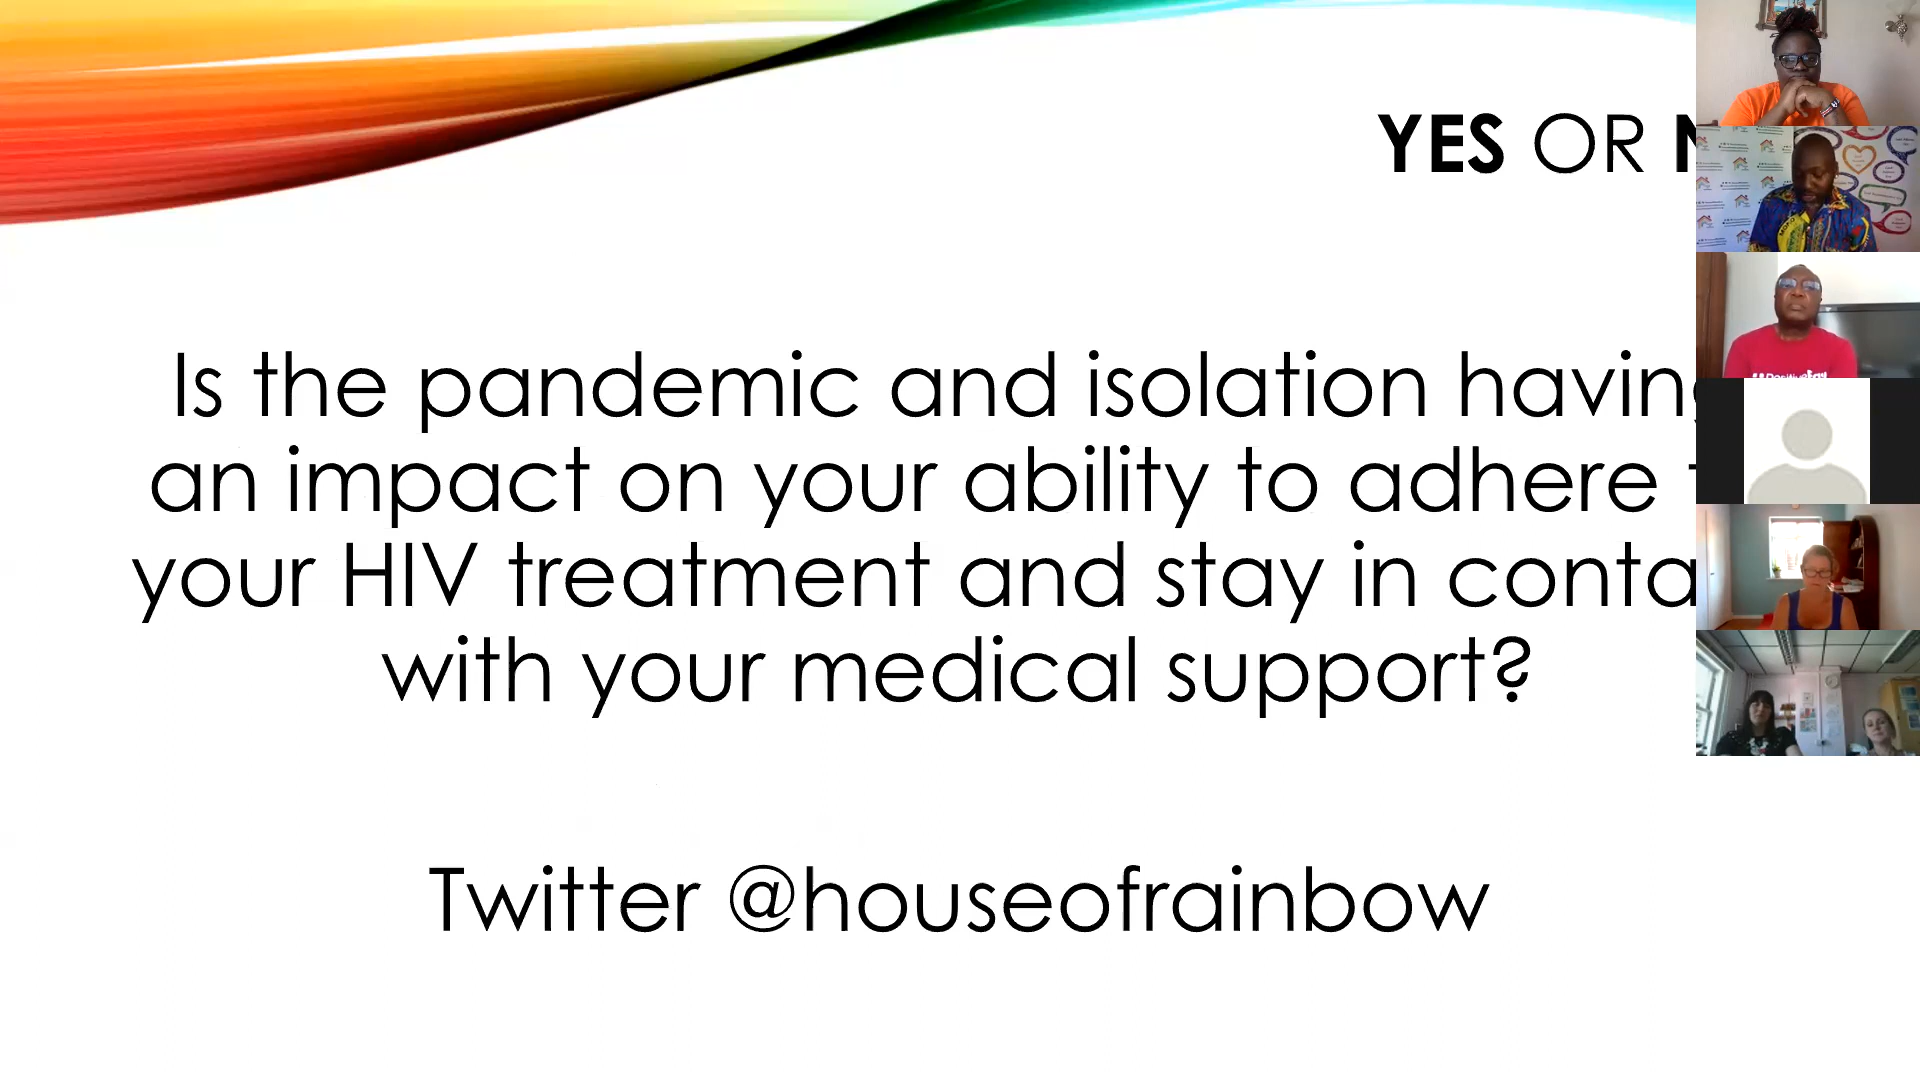 YES OR N
Is the pandemic and isolation having
an impact on your ability to adhere t
your HIV treatment and stay in conta
with your medical support?
Twitter @houseofrainbow